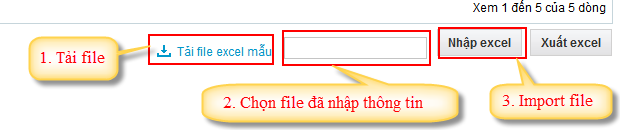 Xem 1 đến 5 của 5 dòng
1. Tải file
Tải file excel mẫu
Nhập excel
Xuất excel
2. Chọn file đã nhập thông tin
3. Import file